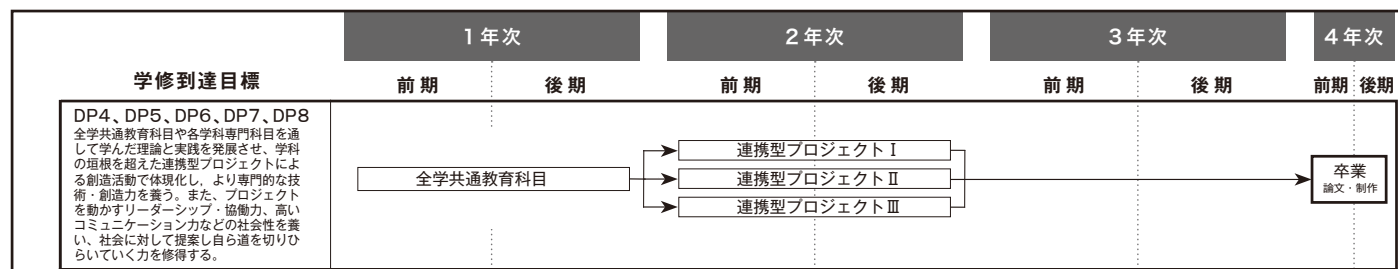 1年次 2年次 3年次 4年次
学修到達目標 前期 後期 前期 後期 前期 後期 前期 後期
DP4、DP5、DP6、DP7、DP8
全学共通教育科目や各学科専門科目を通
して学んだ理論と実践を発展させ、学科
の垣根を超えた連携型プロジェクトによ
る創造活動で体現化し、より専門的な技
術・創造力を養う。また、プロジェクト
を動かすリーダーシップ・協働力、高い
コミュニケーション力などの社会性を養
い、社会に対して提案し自ら道を切りひ
らいていく力を修得する。
全学共通教育科目
連携型プロジェクトⅠ
連携型プロジェクトⅡ
連携型プロジェクトⅢ
卒業
論文・制作